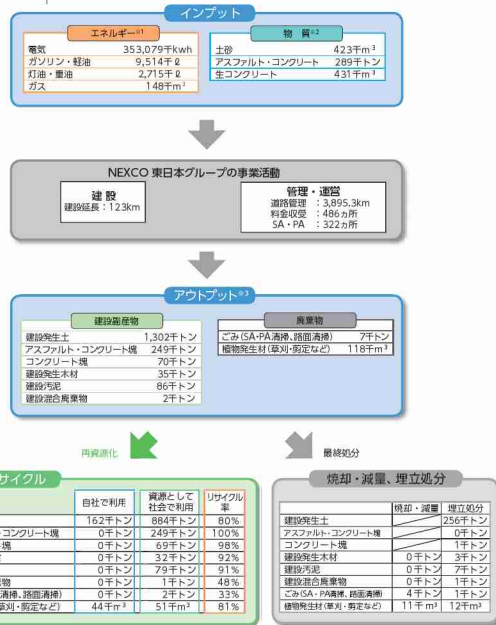 インプット
エネルギー※1
電気 353,079千kwh
ガソリン・軽油 9,514千ℓ
灯油・重油 2,715千ℓ
ガス 148千m³
物 質※2
土砂 423千m³
アスファルト・コンクリート 289千トン
生コンクリート 431千m³
NEXCO 東日本グループの事業活動
建 設
建設延長：123km
管理・運営
道路管理 ：3,895.3km
料金収受 ：486ヵ所
SA・PA ：322ヵ所
アウトプット※3
建設副産物
建設発生土 1,302千トン
アスファルト・コンクリート塊 249千トン
コンクリート塊 70千トン
建設発生木材 35千トン
建設汚泥 86千トン
建設混合廃棄物 2千トン
廃棄物
ごみ(SA・PA清掃、路面清掃) 7千トン
植物発生材(草刈・剪定など) 118千m³
再資源化
最終処分
サイクル
自社で利用 資源として社会で利用 リサイクル率
162千トン 884千トン 80%
・コンクリート塊 0千トン 249千トン 100%
塊 0千トン 69千トン 98%
0千トン 32千トン 92%
0千トン 79千トン 91%
物 0千トン 1千トン 48%
清掃、路面清掃) 0千トン 2千トン 33%
草刈・剪定など) 44千m³ 51千m³ 81%
焼却・減量、埋立処分
焼却・減量 埋立処分
建設発生土 256千トン
アスファルト・コンクリート塊 0千トン
コンクリート塊 1千トン
建設発生木材 0千トン 3千トン
建設汚泥 0千トン 7千トン
建設混合廃棄物 0千トン 1千トン
ごみ(SA・PA清掃、路面清掃) 4千トン 1千トン
植物発生材(草刈・剪定など) 11千m³ 12千m³